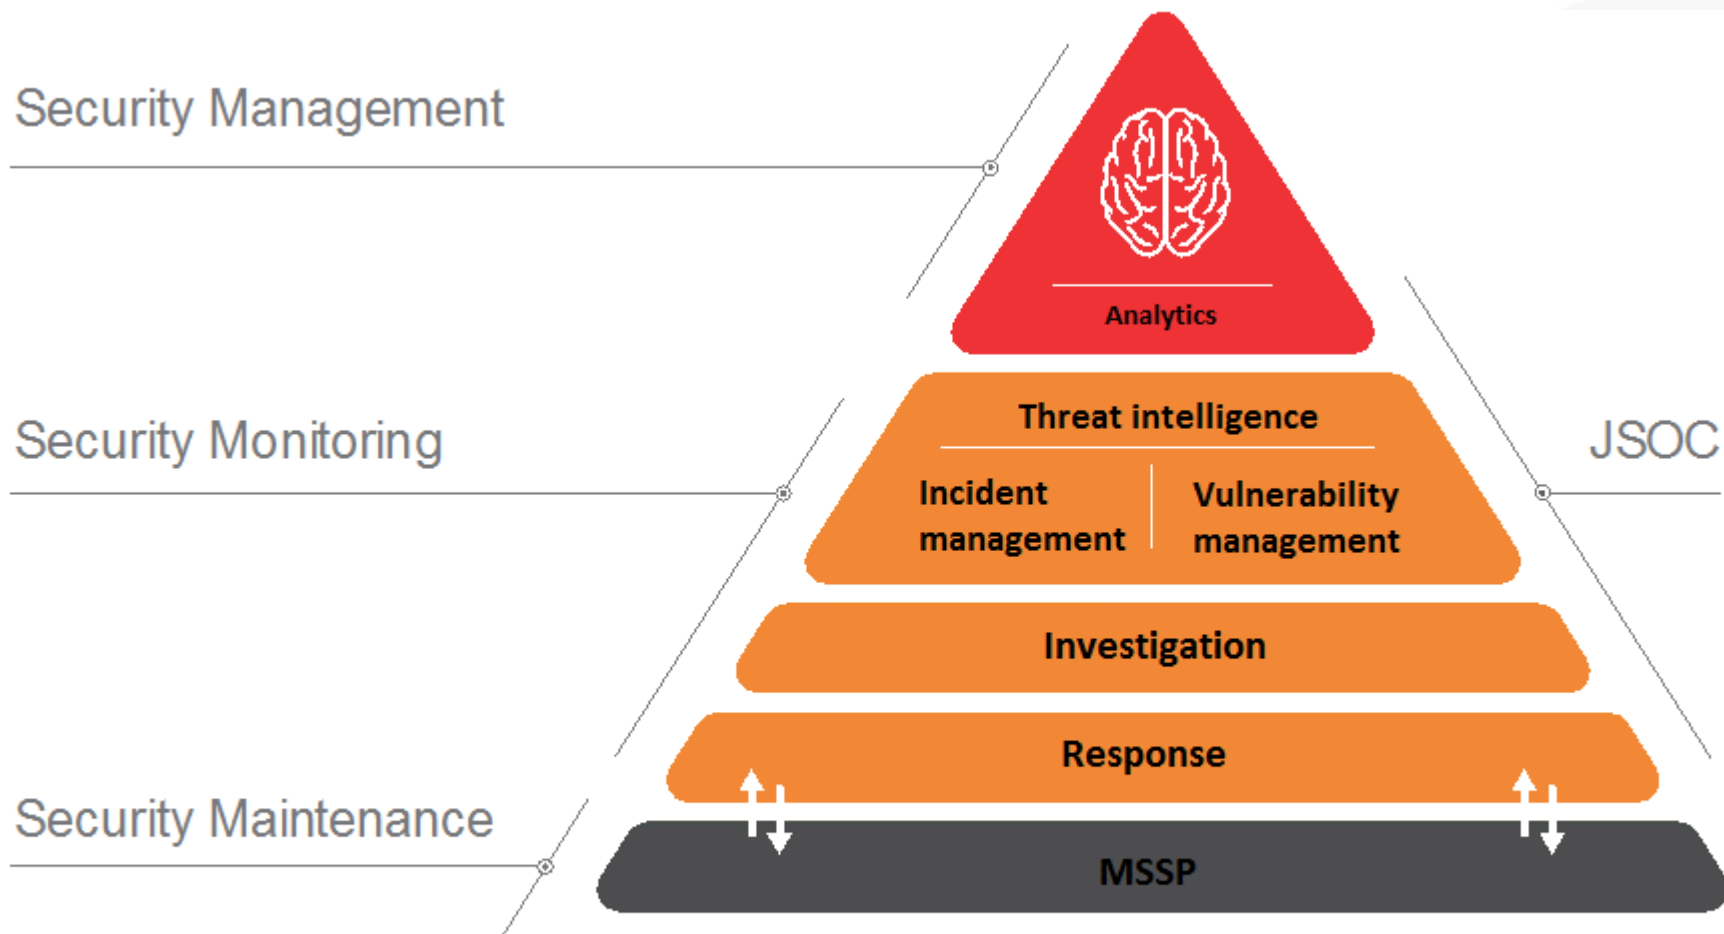 Security Management
Analytics
Security Monitoring
Threat intelligence
Incident
management
Vulnerability
management
JSOC
Investigation
Response
Security Maintenance
MSSP